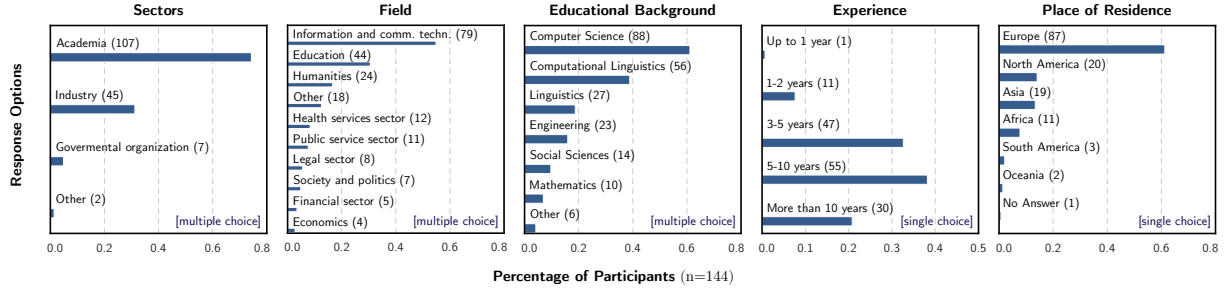 Sectors
Response Options
Academia (107)
Industry (45)
Govermental organization (7)
Other (2)
[multiple choice]
0.0 0.2 0.4 0.6 0.8
Field
Information and comm. techn. (79)
Education (44)
Humanities (24)
Other (18)
Health services sector (12)
Public service sector (11)
Legal sector (8)
Society and politics (7)
Financial sector (5)
Economics (4)
[multiple choice]
0.0 0.2 0.4 0.6 0.8
Educational Background
Computer Science (88)
Computational Linguistics (56)
Linguistics (27)
Engineering (23)
Social Sciences (14)
Mathematics (10)
Other (6)
[multiple choice]
0.0 0.2 0.4 0.6 0.8
Experience
Up to 1 year (1)
1-2 years (11)
3-5 years (47)
5-10 years (55)
More than 10 years (30)
[single choice]
0.0 0.1 0.2 0.3 0.4 0.5
Place of Residence
Europe (87)
North America (20)
Asia (19)
Africa (11)
South America (3)
Oceania (2)
No Answer (1)
[single choice]
0.0 0.2 0.4 0.6 0.8
Percentage of Participants (n=144)